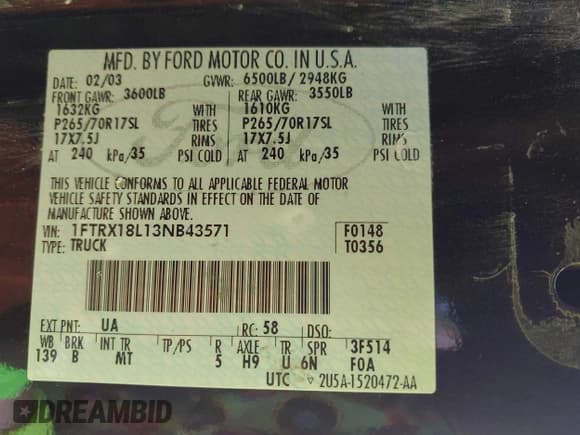 MFD. BY FORD MOTOR CO. IN U.S.A.
DATE: 02/03 GVWR: 6500LB/2948KG
FRONT GAWR: 3600LB REAR GAWR: 3550LB
1632KG WITH 1610KG WITH
P265/70R17SL TIRES P265/70R17SL TIRES
17X7.5J RIMS 17X7.5J RIMS
AT 240 kPa/35 PSI COLD AT 240 kPa/35 PSI COLD
THIS VEHICLE CONFORMS TO ALL APPLICABLE FEDERAL MOTOR
VEHICLE SAFETY STANDARDS IN EFFECT ON THE DATE OF
MANUFACTURE SHOWN ABOVE.
VIN: 1FTRX18L13NB43571 F0148
TYPE: TRUCK T0356
EXT PNT: UA RC: 58 DSO:
WB BRK INT TR TP/PS R AXLE TR SPR 3F514
139 B MT 5 H9 U 6N F0A
UTC ▽ 2U5A-1520472-AA
DREAMBID